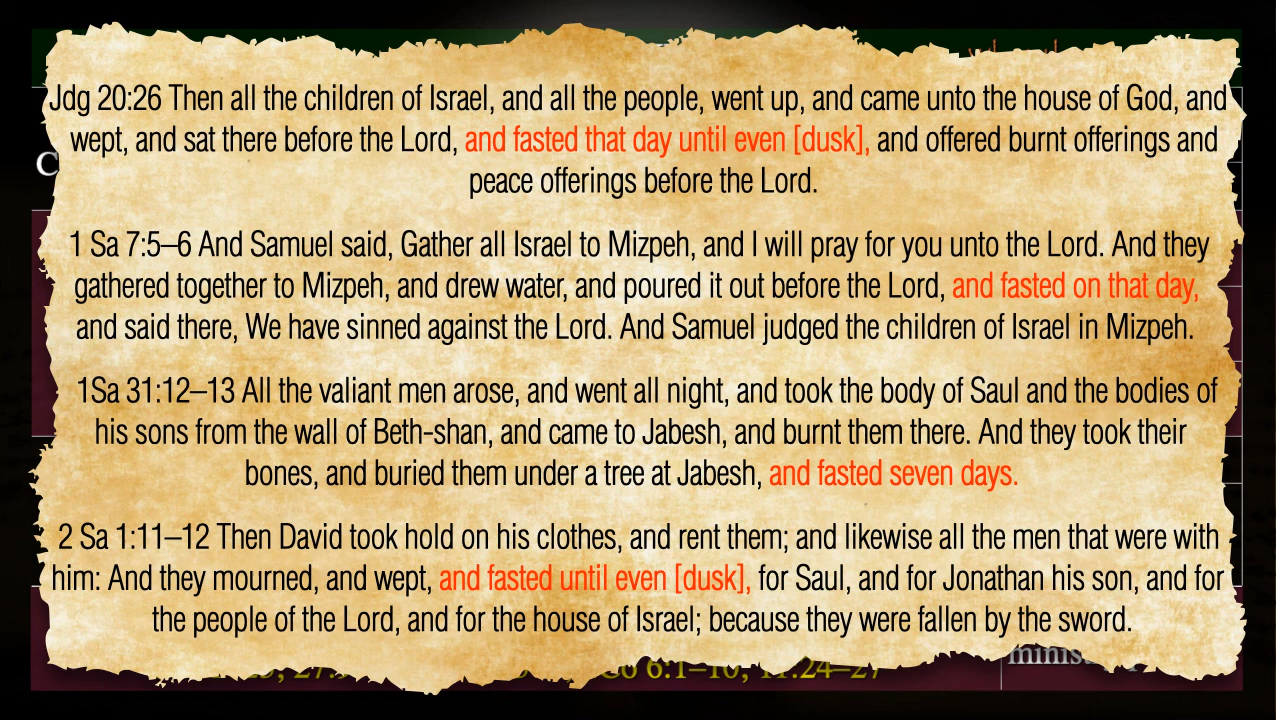 Jdg 20:26 Then all the children of Israel, and all the people, went up, and came unto the house of God, and
wept, and sat there before the Lord, and fasted that day until even [dusk], and offered burnt offerings and
peace offerings before the Lord.
1 Sa 7:5–6 And Samuel said, Gather all Israel to Mizpeh, and I will pray for you unto the Lord. And they
gathered together to Mizpeh, and drew water, and poured it out before the Lord, and fasted on that day,
and said there, We have sinned against the Lord. And Samuel judged the children of Israel in Mizpeh.
1Sa 31:12–13 All the valiant men arose, and went all night, and took the body of Saul and the bodies of
his sons from the wall of Beth-shan, and came to Jabesh, and burnt them there. And they took their
bones, and buried them under a tree at Jabesh, and fasted seven days.
2 Sa 1:11–12 Then David took hold on his clothes, and rent them; and likewise all the men that were with
him: And they mourned, and wept, and fasted until even [dusk], for Saul, and for Jonathan his son, and for
the people of the Lord, and for the house of Israel; because they were fallen by the sword.